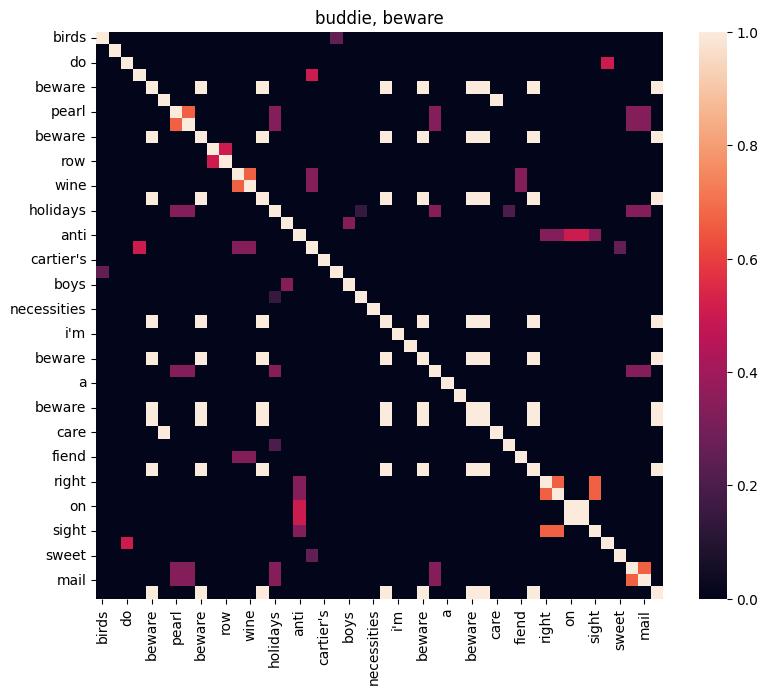 buddie, beware
birds
do
beware
pearl
beware
row
wine
holidays
anti
cartier's
boys
necessities
i'm
beware
a
beware
care
fiend
right
on
sight
sweet
mail
1.0
0.8
0.6
0.4
0.2
0.0
birds do beware pearl beware row wine holidays anti cartier's boys necessities i'm beware a beware care fiend right on sight sweet mail